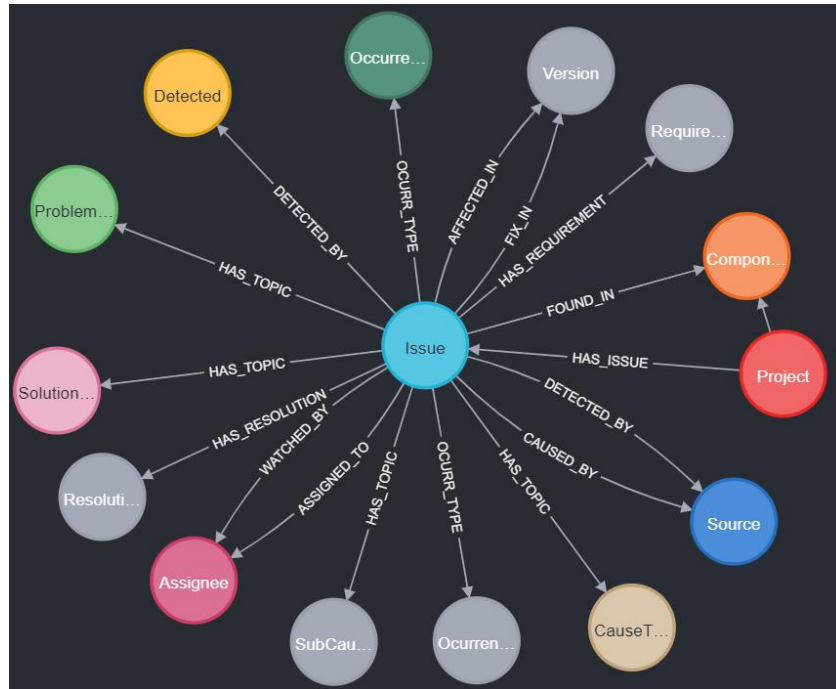 Occurre...
Version
Detected
Require...
OCURR_TYPE
AFFECTED_IN
FIX_IN
HAS_REQUIREMENT
DETECTED_BY
Problem...
HAS_TOPIC
Compon...
FOUND_IN
Issue
HAS_ISSUE
Project
HAS_TOPIC
Solution...
HAS_RESOLUTION
WATCHED_BY
ASSIGNED_TO
HAS_TOPIC
OCURR_TYPE
HAS_TOPIC
CAUSED_BY
DETECTED_BY
Resoluti...
Source
Assignee
SubCau...
Ocurren...
CauseT...